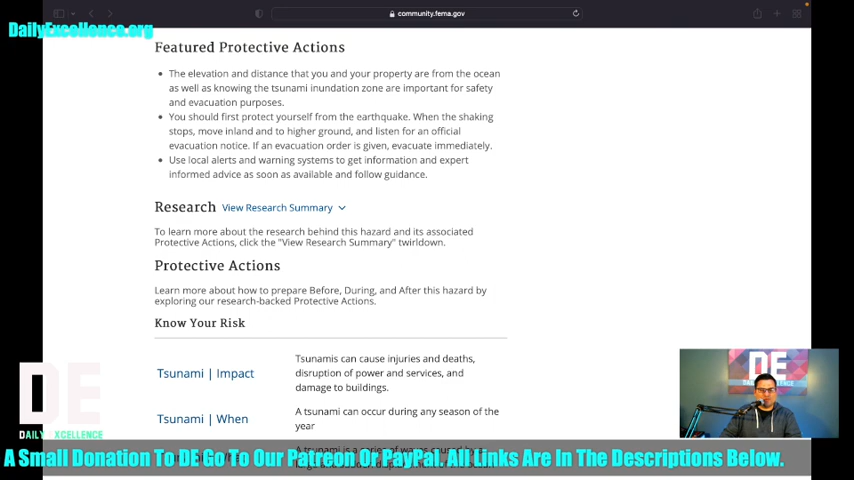 community.fema.gov
DailyExcellence.org
Featured Protective Actions
The elevation and distance that you and your property are from the ocean
as well as knowing the tsunami inundation zone are important for safety
and evacuation purposes.
You should first protect yourself from the earthquake. When the shaking
stops, move inland and to higher ground, and listen for an official
evacuation notice. If an evacuation order is given, evacuate immediately.
Use local alerts and warning systems to get information and expert
informed advice as soon as available and follow guidance.
Research View Research Summary
To learn more about the research behind this hazard and its associated
Protective Actions, click the "View Research Summary" twirldown.
Protective Actions
Learn more about how to prepare Before, During, and After this hazard by
exploring our research-backed Protective Actions.
Know Your Risk
Tsunami | Impact
Tsunamis can cause injuries and deaths,
disruption of power and services, and
damage to buildings.
Tsunami | When
A tsunami can occur during any season of the
year
DE
DAILY EXCELLENCE
DE
DAILY EXCELLENCE
A Small Donation To DE Go To Our Patreon Or PayPal. All Links Are In The Descriptions Below.